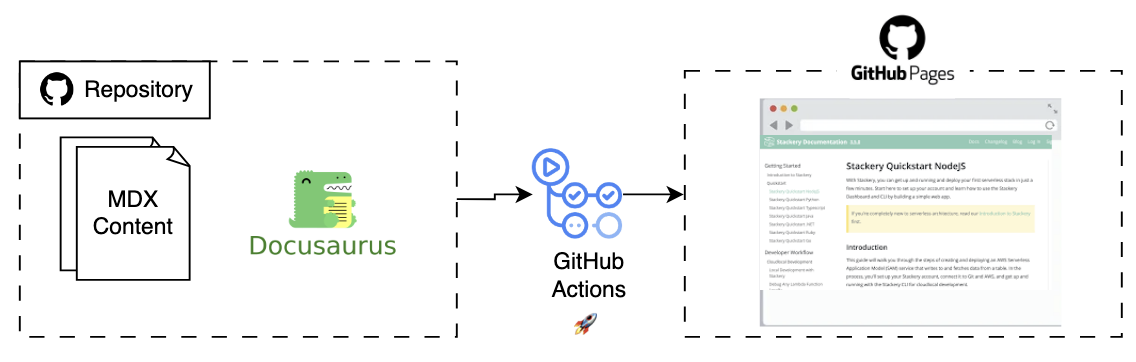 Repository
MDX
Content
Docusaurus
GitHub
Actions
GitHub Pages
Stackery Documentation
Docs Changelog Blog Log In
Getting Started
Introduction to Stackery
Quickstart
Stackery Quickstart NodeJS
Stackery Quickstart Python
Stackery Quickstart TypeScript
Stackery Quickstart Java
Stackery Quickstart .NET
Stackery Quickstart Ruby
Stackery Quickstart Go
Developer Workflow
Cloudlocal Development
Local Development with
Stackery
Debug Any Lambda Function
Stackery Quickstart NodeJS
With Stackery, you can get up and running and deploy your first serverless stack in just a
few minutes. Start here to set up your account and learn how to use the Stackery
Dashboard and CLI by building a simple web app.
If you're completely new to serverless architecture, read our Introduction to Stackery
first.
Introduction
This guide will walk you through the steps of creating and deploying an AWS Serverless
Application Model (SAM) service that writes to and fetches data from a table. In the
process, you'll set up your Stackery account, connect it to Git and AWS, and get up and
running with the Stackery CLI for cloudlocal development.